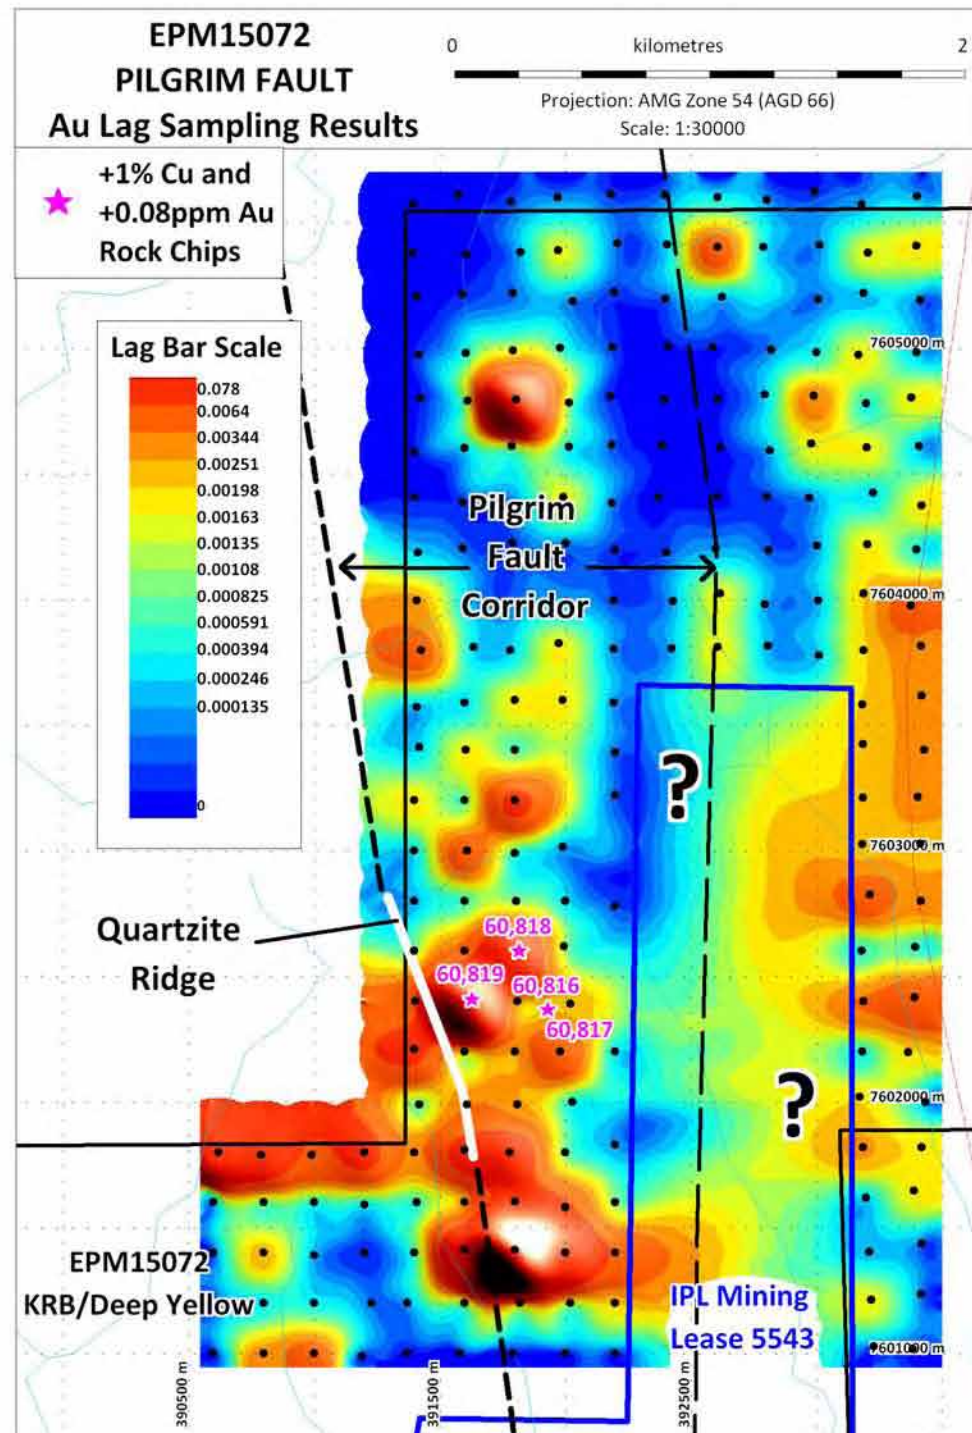 EPM15072
PILGRIM FAULT
Au Lag Sampling Results
0
kilometres
2
Projection: AMG Zone 54 (AGD 66)
Scale: 1:30000
+1% Cu and
+0.08ppm Au
Rock Chips
Lag Bar Scale
0.078
0.0064
0.00344
0.00251
0.00198
0.00163
0.00135
0.00108
0.000825
0.000591
0.000394
0.000246
0.000135
0
7605000 m
Pilgrim
Fault
Corridor
7604000 m
?
7603000 m
Quartzite
Ridge
60,818
60,819
60,816
60,817
?
7602000 m
EPM15072
KRB/Deep Yellow
IPL Mining
Lease 5543
7601000 m
390500 m
391500 m
392500 m